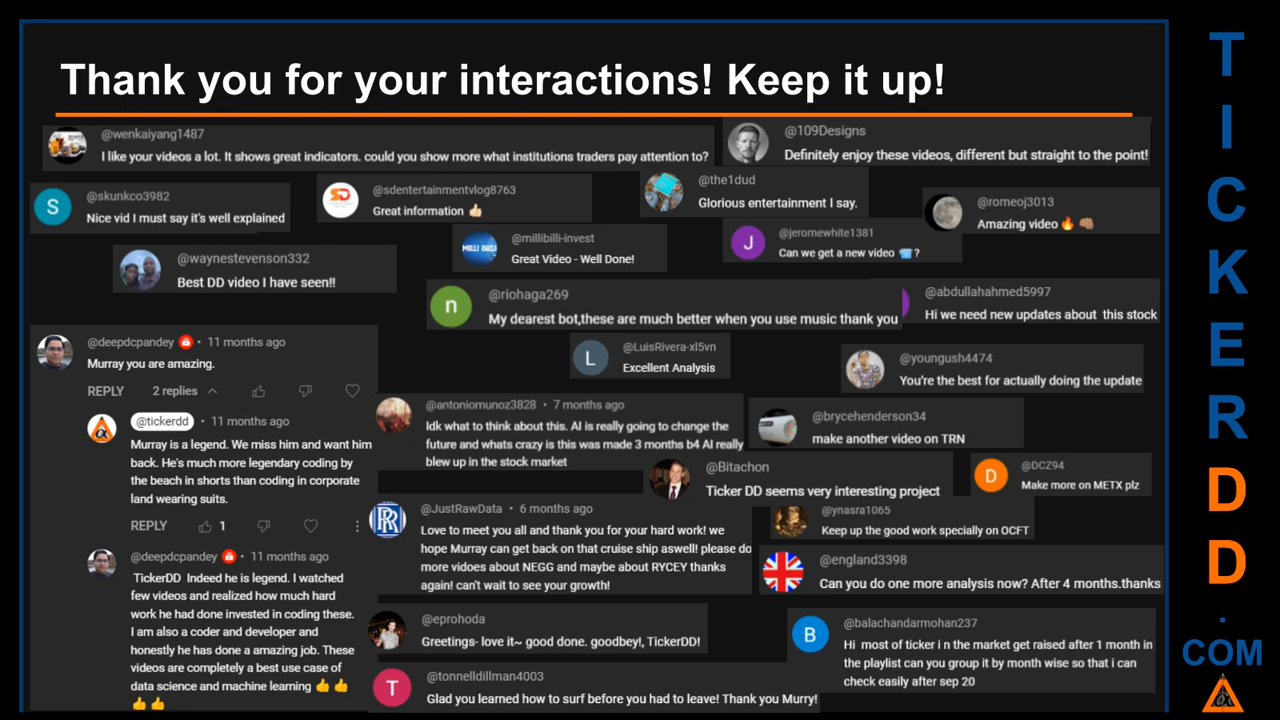 Thank you for your interactions! Keep it up!
@wenkaiyang1487
I like your videos a lot. It shows great indicators. could you show more what institutions traders pay attention to?
@109Designs
Definitely enjoy these videos, different but straight to the point!
@skunkco3982
Nice vid I must say it's well explained
@sdentertainmentvlog8763
Great information 👍🏻
@the1dud
Glorious entertainment I say.
@romeoj3013
Amazing video 🔥 👊🏽
@millibilli-invest
Great Video - Well Done!
@jeromewhite1381
Can we get a new video ?
@waynestevenson332
Best DD video I have seen!!
@riohaga269
My dearest bot,these are much better when you use music thank you
@abdullahahmed5997
Hi we need new updates about this stock
@LuisRivera-xl5vn
Excellent Analysis
@youngush4474
You're the best for actually doing the update
@deepdcpandey • 11 months ago
Murray you are amazing.
REPLY 2 replies
@tickerdd • 11 months ago
Murray is a legend. We miss him and want him
back. He's much more legendary coding by
the beach in shorts than coding in corporate
land wearing suits.
REPLY 1
@deepdcpandey • 11 months ago
TickerDD Indeed he is legend. I watched
few videos and realized how much hard
work he had done invested in coding these.
I am also a coder and developer and
honestly he has done a amazing job. These
videos are completely a best use case of
data science and machine learning 👍👍
👍👍
@antoniomunoz3828 • 7 months ago
Idk what to think about this. AI is really going to change the
future and whats crazy is this was made 3 months b4 AI really
blew up in the stock market
@brycehenderson34
make another video on TRN
@Bitachon
Ticker DD seems very interesting project
@DCZ94
Make more on METX plz
@JustRawData • 6 months ago
Love to meet you all and thank you for your hard work! we
hope Murray can get back on that cruise ship aswell! please do
more vidoes about NEGG and maybe about RYCEY thanks
again! can't wait to see your growth!
@ynasra1065
Keep up the good work specially on OCFT
@england3398
Can you do one more analysis now? After 4 months.thanks
@eprohoda
Greetings- love it~ good done. goodbey!, TickerDD!
@balachandarmohan237
Hi most of ticker i n the market get raised after 1 month in
the playlist can you group it by month wise so that i can
check easily after sep 20
@tonnelldillman4003
Glad you learned how to surf before you had to leave! Thank you Murry!
S
MILLI BILLI
J
n
L
D
R
B
T
T
I
C
K
E
R
D
D
.
COM